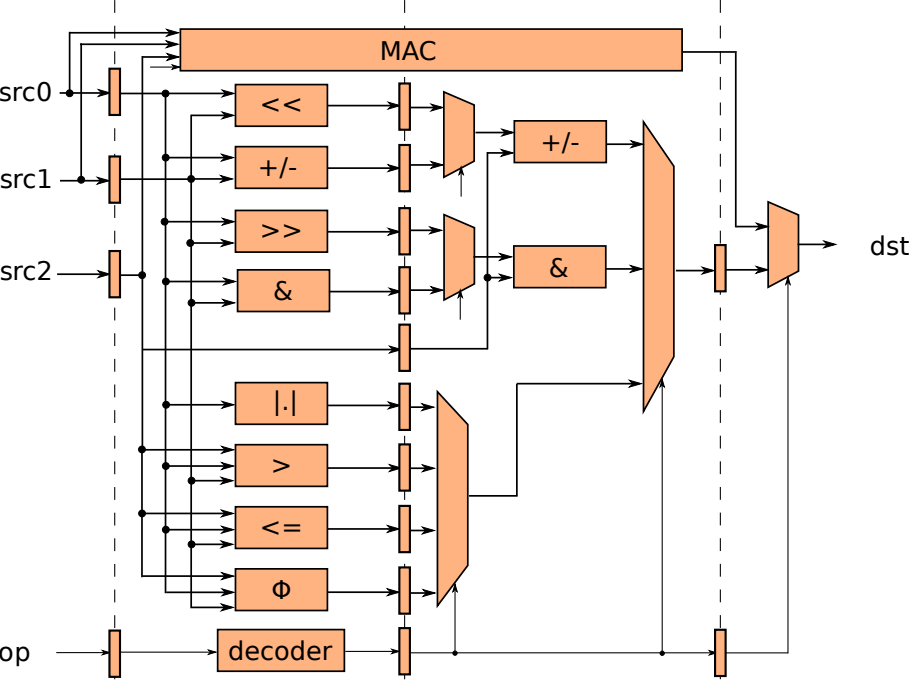 MAC
src0
<<
+/-
src1
+/-
>>
dst
src2
&
&
|.|
>
<=
Φ
op
decoder